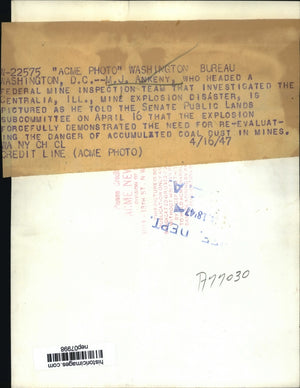 W-22575 "ACME PHOTO" WASHINGTON BUREAU
WASHINGTON, D.C.--M.J. ANKENY, WHO HEADED A
FEDERAL MINE INSPECTION TEAM THAT INVESTIGATED THE
CENTRALIA, ILL., MINE EXPLOSION DISASTER, IS
PICTURED AS HE TOLD THE SENATE PUBLIC LANDS
SUBCOMMITTEE ON APRIL 16 THAT THE EXPLOSION
FORCEFULLY DEMONSTRATED THE NEED FOR RE-EVALUAT-
ING THE DANGER OF ACCUMULATED COAL DUST IN MINES.
WA NY CH CL 4/16/47
CREDIT LINE (ACME PHOTO)
ACME NEW
DEPT.
A77030
historicimages.com
nep07998